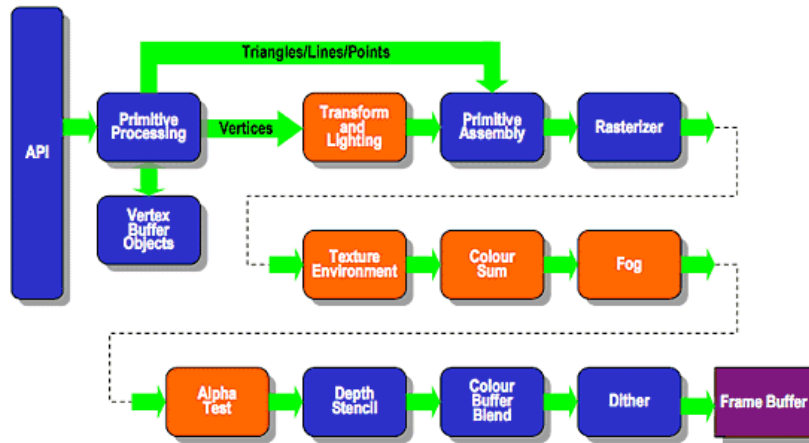 Triangles/Lines/Points
API
Primitive
Processing
Vertices
Transform
and
Lighting
Primitive
Assembly
Rasterizer
Vertex
Buffer
Objects
Texture
Environment
Colour
Sum
Fog
Alpha
Test
Depth
Stencil
Colour
Buffer
Blend
Dither
Frame Buffer